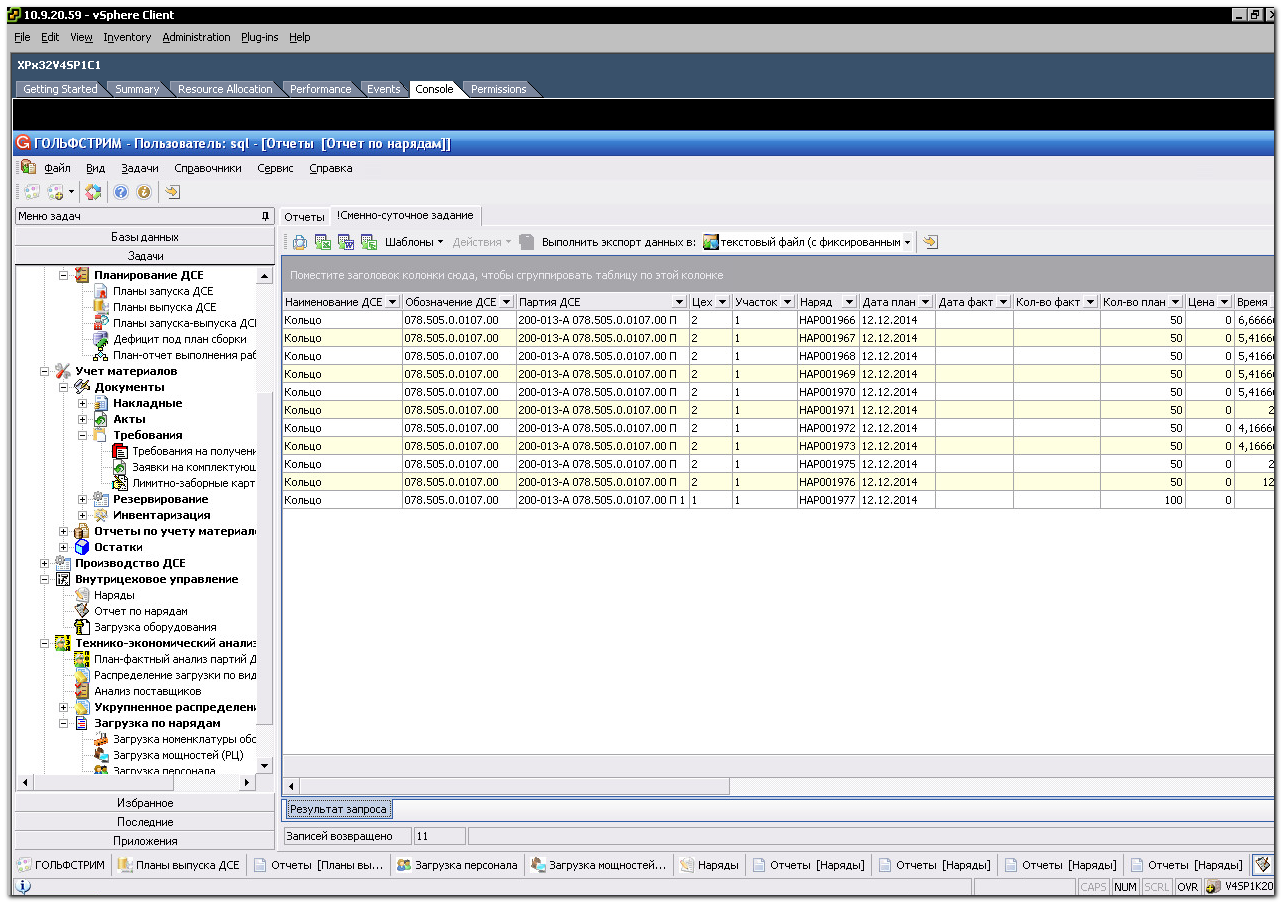 10.9.20.59 - vSphere Client
File Edit View Inventory Administration Plug-ins Help
XPx32V4SP1C1
Getting Started Summary Resource Allocation Performance Events Console Permissions
ГОЛЬФСТРИМ - Пользователь: sql - [Отчеты [Отчет по нарядам]]
Файл Вид Задачи Справочники Сервис Справка
Меню задач
Базы данных
Задачи
Планирование ДСЕ
Планы запуска ДСЕ
Планы выпуска ДСЕ
Планы запуска-выпуска ДСЕ
Дефицит под план сборки
План-отчет выполнения раб
Учет материалов
Документы
Накладные
Акты
Требования
Требования на получени
Заявки на комплектующ
Лимитно-заборные карт
Резервирование
Инвентаризация
Отчеты по учету материал
Остатки
Производство ДСЕ
Внутрицеховое управление
Наряды
Отчет по нарядам
Загрузка оборудования
Технико-экономический анализ
План-фактный анализ партий Д
Распределение загрузки по вид
Анализ поставщиков
Укрупненное распределен
Загрузка по нарядам
Загрузка номенклатуры обо
Загрузка мощностей (РЦ)
Загрузка персонала
Избранное
Последние
Приложения
Отчеты !Сменно-суточное задание
Шаблоны Действия Выполнить экспорт данных в: текстовый файл (с фиксированным
Поместите заголовок колонки сюда, чтобы сгруппировать таблицу по этой колонке
Наименование ДСЕ Обозначение ДСЕ Партия ДСЕ Цех Участок Наряд Дата план Дата факт Кол-во факт Кол-во план Цена Время
Кольцо 078.505.0.0107.00 200-013-А 078.505.0.0107.00 П 2 1 НАР001966 12.12.2014 50 0 6,66666
Кольцо 078.505.0.0107.00 200-013-А 078.505.0.0107.00 П 2 1 НАР001967 12.12.2014 50 0 5,41666
Кольцо 078.505.0.0107.00 200-013-А 078.505.0.0107.00 П 2 1 НАР001968 12.12.2014 50 0 5,41666
Кольцо 078.505.0.0107.00 200-013-А 078.505.0.0107.00 П 2 1 НАР001969 12.12.2014 50 0 5,41666
Кольцо 078.505.0.0107.00 200-013-А 078.505.0.0107.00 П 2 1 НАР001970 12.12.2014 50 0 5,41666
Кольцо 078.505.0.0107.00 200-013-А 078.505.0.0107.00 П 2 1 НАР001971 12.12.2014 50 0 2
Кольцо 078.505.0.0107.00 200-013-А 078.505.0.0107.00 П 2 1 НАР001972 12.12.2014 50 0 4,16666
Кольцо 078.505.0.0107.00 200-013-А 078.505.0.0107.00 П 2 1 НАР001973 12.12.2014 50 0 4,16666
Кольцо 078.505.0.0107.00 200-013-А 078.505.0.0107.00 П 2 1 НАР001975 12.12.2014 50 0 2
Кольцо 078.505.0.0107.00 200-013-А 078.505.0.0107.00 П 2 1 НАР001976 12.12.2014 50 0 12
Кольцо 078.505.0.0107.00 200-013-А 078.505.0.0107.00 П 1 1 1 НАР001977 12.12.2014 100 0
Результат запроса
Записей возвращено 11
ГОЛЬФСТРИМ Планы выпуска ДСЕ Отчеты [Планы вы... Загрузка персонала Загрузка мощностей... Наряды Отчеты [Наряды] Отчеты [Наряды] Отчеты [Наряды] Отчеты [Наряды]
CAPS NUM SCRL OVR V4SP1K20